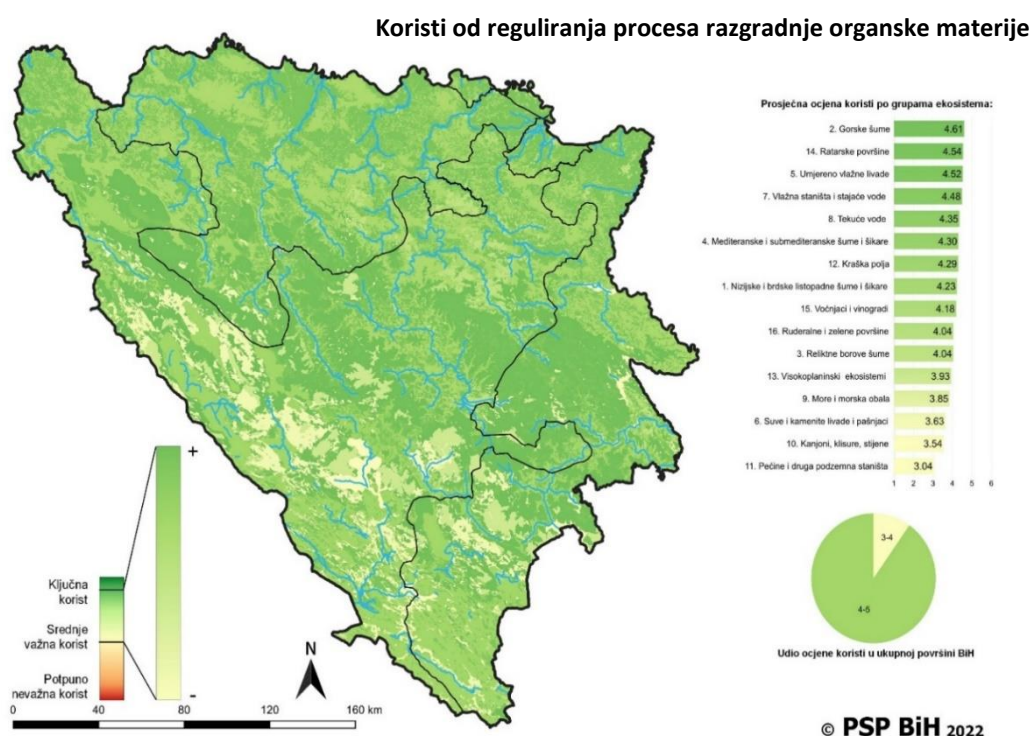 Koristi od reguliranja procesa razgradnje organske materije
Prosječna ocjena koristi po grupama ekosistema:
2. Gorske šume 4.61
14. Ratarske površine 4.54
5. Umjereno vlažne livade 4.52
7. Vlažna staništa i stajaće vode 4.48
8. Tekuće vode 4.35
4. Mediteranske i submediteranske šume i šikare 4.30
12. Kraška polja 4.29
1. Nizijske i brdske listopadne šume i šikare 4.23
15. Voćnjaci i vinogradi 4.18
16. Ruderalne i zelene površine 4.04
3. Reliktne borove šume 4.04
13. Visokoplaninski ekosistemi 3.93
9. More i morska obala 3.85
6. Suve i kamenite livade i pašnjaci 3.63
10. Kanjoni, klisure, stijene 3.54
11. Pećine i druga podzemna staništa 3.04
1 2 3 4 5 6
3-4
4-5
Udio ocjene koristi u ukupnoj površini BiH
+
-
Ključna
korist
Srednje
važna korist
Potpuno
nevažna korist
N
0 40 80 120 160 km
© PSP BiH 2022